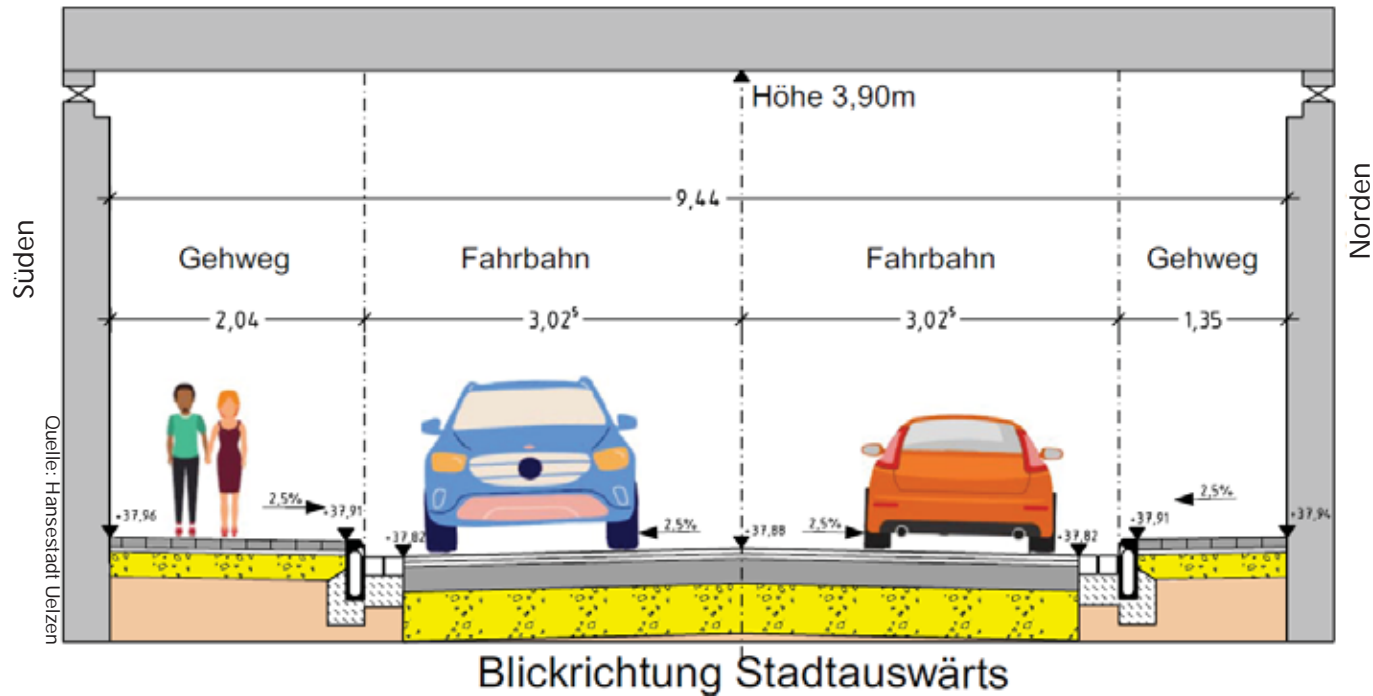 Höhe 3,90m
Süden
Norden
9,44
Gehweg
Fahrbahn
Fahrbahn
Gehweg
2,04
3,02⁵
3,02⁵
1,35
Quelle: Hansestadt Uelzen
+37,96
2,5%
+37,91
+37,82
2,5%
+37,88
2,5%
+37,82
+37,91
2,5%
+37,94
Blickrichtung Stadtauswärts